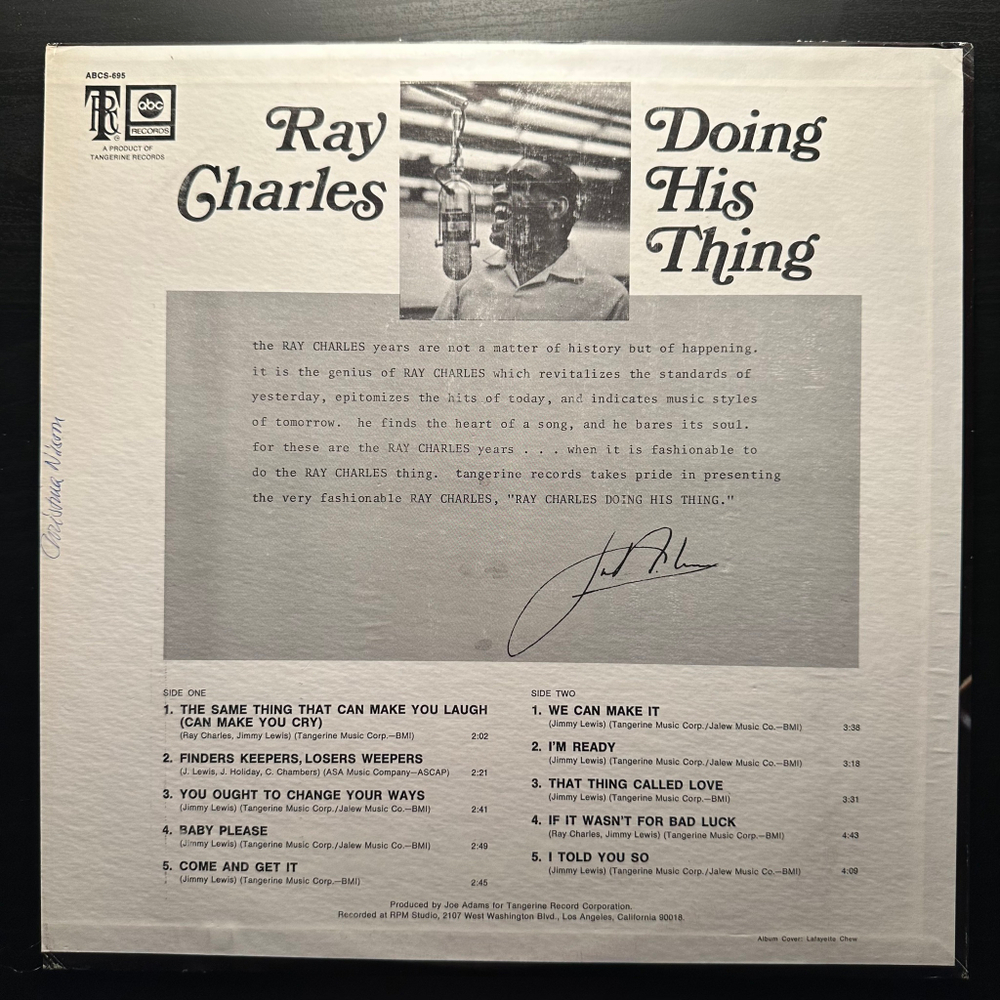 ABCS-695
TRC
abc
RECORDS
A PRODUCT OF
TANGERINE RECORDS
Ray
Charles
Doing
His
Thing
the RAY CHARLES years are not a matter of history but of happening.
it is the genius of RAY CHARLES which revitalizes the standards of
yesterday, epitomizes the hits of today, and indicates music styles
of tomorrow. he finds the heart of a song, and he bares its soul.
for these are the RAY CHARLES years . . . when it is fashionable to
do the RAY CHARLES thing. tangerine records takes pride in presenting
the very fashionable RAY CHARLES, "RAY CHARLES DOING HIS THING."
SIDE ONE
1. THE SAME THING THAT CAN MAKE YOU LAUGH
(CAN MAKE YOU CRY)
(Ray Charles, Jimmy Lewis) (Tangerine Music Corp.—BMI) 2:02
2. FINDERS KEEPERS, LOSERS WEEPERS
(J. Lewis, J. Holiday, C. Chambers) (ASA Music Company—ASCAP) 2:21
3. YOU OUGHT TO CHANGE YOUR WAYS
(Jimmy Lewis) (Tangerine Music Corp./Jalew Music Co.—BMI) 2:41
4. BABY PLEASE
(Jimmy Lewis) (Tangerine Music Corp./Jalew Music Co.—BMI) 2:49
5. COME AND GET IT
(Jimmy Lewis) (Tangerine Music Corp.—BMI) 2:45
SIDE TWO
1. WE CAN MAKE IT
(Jimmy Lewis) (Tangerine Music Corp./Jalew Music Co.—BMI) 3:38
2. I'M READY
(Jimmy Lewis) (Tangerine Music Corp./Jalew Music Co.—BMI) 3:18
3. THAT THING CALLED LOVE
(Jimmy Lewis) (Tangerine Music Corp.—BMI) 3:31
4. IF IT WASN'T FOR BAD LUCK
(Ray Charles, Jimmy Lewis) (Tangerine Music Corp.—BMI) 4:43
5. I TOLD YOU SO
(Jimmy Lewis) (Tangerine Music Corp./Jalew Music Co.—BMI) 4:09
Produced by Joe Adams for Tangerine Record Corporation.
Recorded at RPM Studio, 2107 West Washington Blvd., Los Angeles, California 90018.
Album Cover: Lafayette Chew